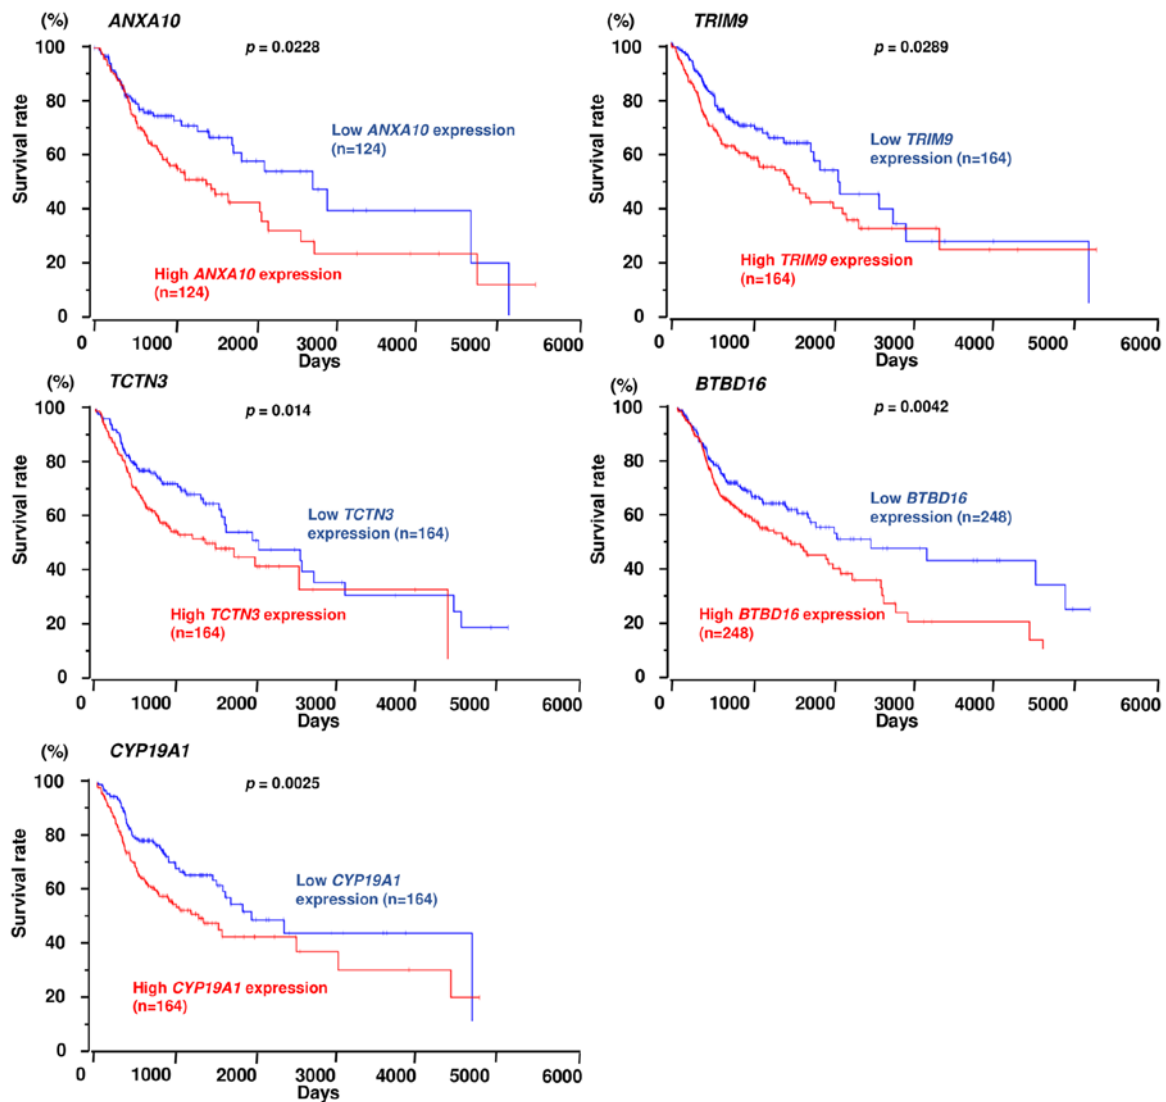 (%) ANXA10
p = 0.0228
100
80
60
40
20
0
Survival rate
Low ANXA10 expression
(n=124)
High ANXA10 expression
(n=124)
1000 2000 3000 4000 5000 6000
Days
(%) TRIM9
p = 0.0289
100
80
60
40
20
0
Survival rate
Low TRIM9
expression (n=164)
High TRIM9 expression
(n=164)
0 1000 2000 3000 4000 5000 6000
Days
(%) TCTN3
p = 0.014
100
80
60
40
20
0
Survival rate
Low TCTN3
expression (n=164)
High TCTN3 expression
(n=164)
0 1000 2000 3000 4000 5000 6000
Days
(%) BTBD16
p = 0.0042
100
80
60
40
20
0
Survival rate
Low BTBD16
expression (n=248)
High BTBD16 expression
(n=248)
0 1000 2000 3000 4000 5000 6000
Days
(%) CYP19A1
p = 0.0025
100
80
60
40
20
0
Survival rate
Low CYP19A1
expression (n=164)
High CYP19A1 expression
(n=164)
0 1000 2000 3000 4000 5000 6000
Days